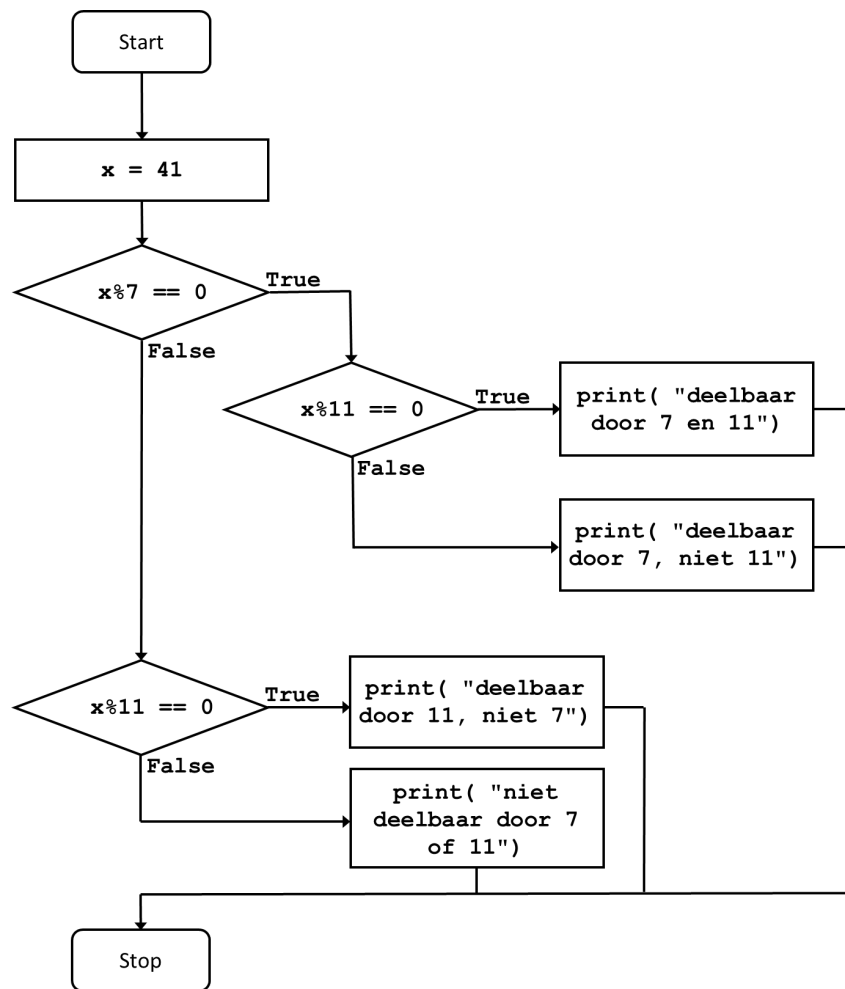 Start
x = 41
x%7 == 0
True
False
x%11 == 0
True
False
print( "deelbaar
door 7 en 11")
print( "deelbaar
door 7, niet 11")
x%11 == 0
True
False
print( "deelbaar
door 11, niet 7")
print( "niet
deelbaar door 7
of 11")
Stop